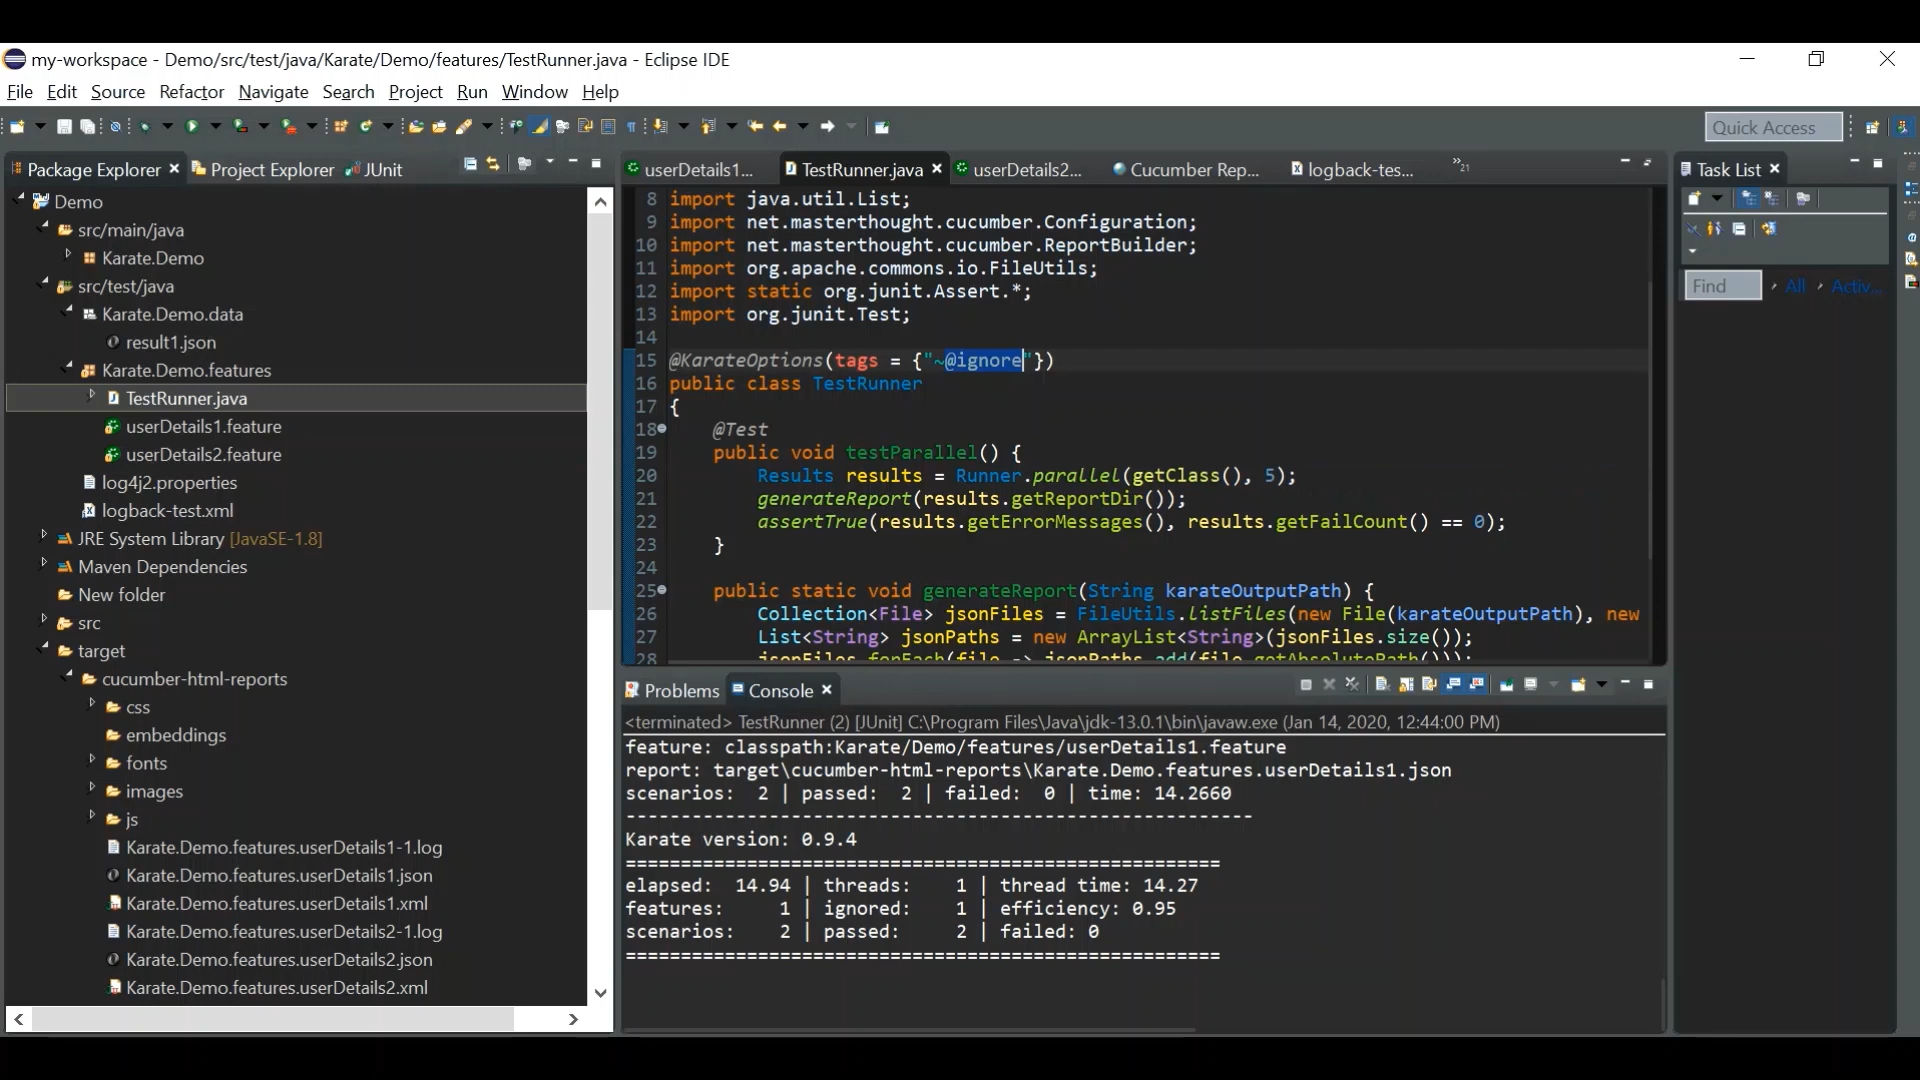 my-workspace - Demo/src/test/java/Karate/Demo/features/TestRunner.java - Eclipse IDE
File Edit Source Refactor Navigate Search Project Run Window Help
Quick Access
Package Explorer Project Explorer JUnit
Demo
src/main/java
Karate.Demo
src/test/java
Karate.Demo.data
result1.json
Karate.Demo.features
TestRunner.java
userDetails1.feature
userDetails2.feature
log4j2.properties
logback-test.xml
JRE System Library [JavaSE-1.8]
Maven Dependencies
New folder
src
target
cucumber-html-reports
css
embeddings
fonts
images
js
Karate.Demo.features.userDetails1-1.log
Karate.Demo.features.userDetails1.json
Karate.Demo.features.userDetails1.xml
Karate.Demo.features.userDetails2-1.log
Karate.Demo.features.userDetails2.json
Karate.Demo.features.userDetails2.xml
userDetails1... TestRunner.java userDetails2... Cucumber Rep... logback-tes... »21
8 import java.util.List;
9 import net.masterthought.cucumber.Configuration;
10 import net.masterthought.cucumber.ReportBuilder;
11 import org.apache.commons.io.FileUtils;
12 import static org.junit.Assert.*;
13 import org.junit.Test;
14
15 @KarateOptions(tags = {"~@ignore"})
16 public class TestRunner
17 {
18 @Test
19 public void testParallel() {
20 Results results = Runner.parallel(getClass(), 5);
21 generateReport(results.getReportDir());
22 assertTrue(results.getErrorMessages(), results.getFailCount() == 0);
23 }
24
25 public static void generateReport(String karateOutputPath) {
26 Collection<File> jsonFiles = FileUtils.listFiles(new File(karateOutputPath), new
27 List<String> jsonPaths = new ArrayList<String>(jsonFiles.size());
28 jsonFiles.forEach(file -> jsonPaths.add(file.getAbsolutePath()));
Problems Console
<terminated> TestRunner (2) [JUnit] C:\Program Files\Java\jdk-13.0.1\bin\javaw.exe (Jan 14, 2020, 12:44:00 PM)
feature: classpath:Karate/Demo/features/userDetails1.feature
report: target\cucumber-html-reports\Karate.Demo.features.userDetails1.json
scenarios: 2 | passed: 2 | failed: 0 | time: 14.2660
---------------------------------------------------------
Karate version: 0.9.4
======================================================
elapsed: 14.94 | threads: 1 | thread time: 14.27
features: 1 | ignored: 1 | efficiency: 0.95
scenarios: 2 | passed: 2 | failed: 0
======================================================
Task List
Find All Activ...